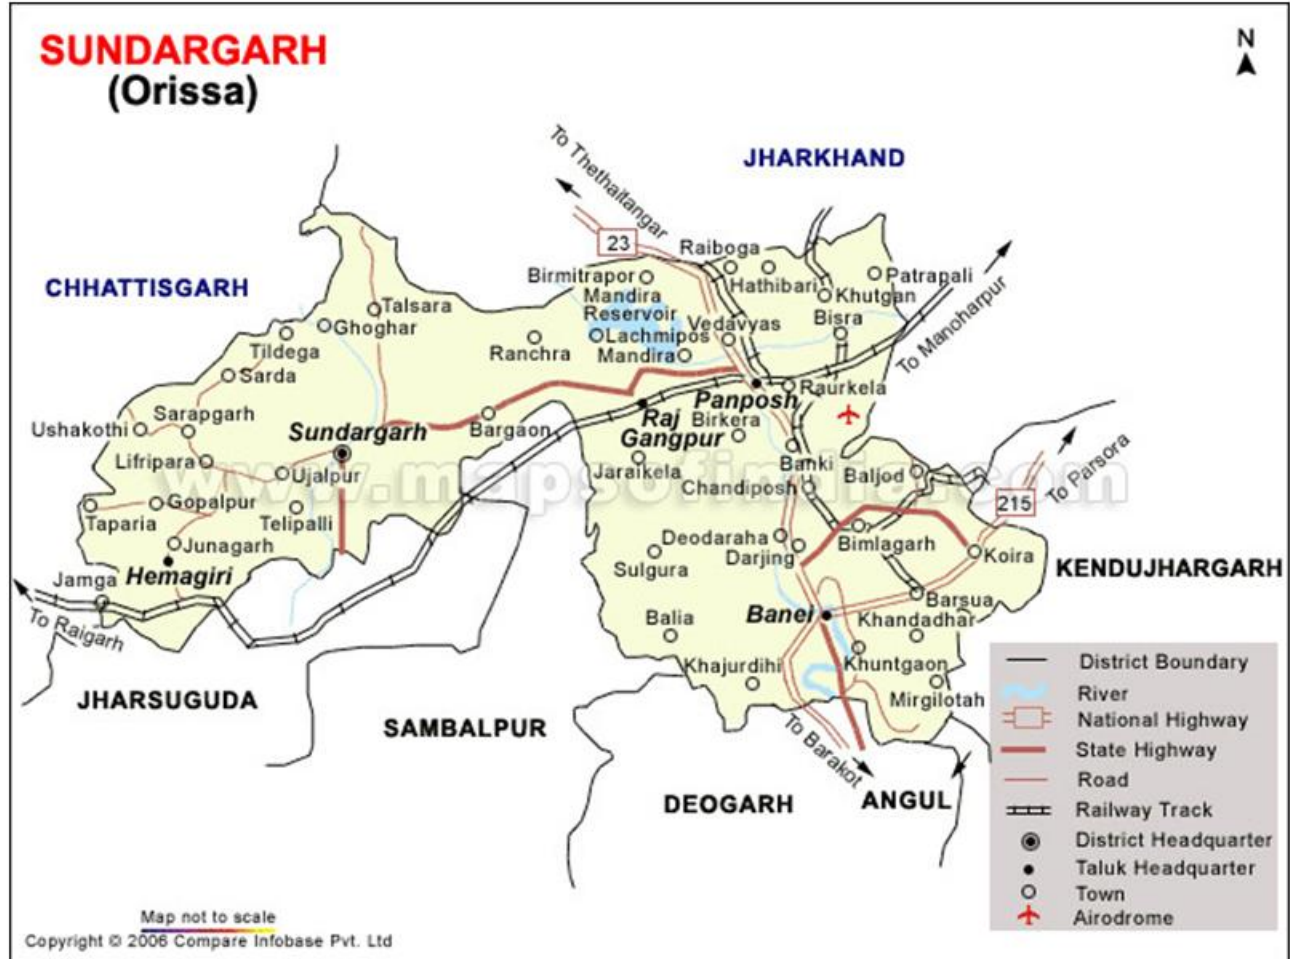 SUNDARGARH
(Orissa)
N
JHARKHAND
CHHATTISGARH
To Thethaitangar
23
Raiboga
Hathibari
Patrapali
Khutgan
Birmitrapor
Mandira
Reservoir
Bisra
To Manoharpur
Talsara
Ghoghar
Tildega
Ranchra
Lachmipos
Vedavyas
Mandira
Sarda
Raurkela
Panposh
Sarapgarh
Ushakothi
Sundargarh
Bargaon
Raj
Gangpur
Birkera
Lifripara
Ujalpur
Jaraikela
Banki
Baljod
Chandiposh
www.mapsofindia.com
To Parsora
215
Gopalpur
Taparia
Telipalli
Junagarh
Deodaraha
Darjing
Bimlagarh
Koira
Sulgura
Hemagiri
Jamga
To Raigarh
KENDUJHARGARH
Barsua
Banei
Khandadhar
Balia
Khajurdihi
Khuntgaon
Mirgilotah
JHARSUGUDA
SAMBALPUR
To Barakot
DEOGARH
ANGUL
District Boundary
River
National Highway
State Highway
Road
Railway Track
District Headquarter
Taluk Headquarter
Town
Airodrome
Map not to scale
Copyright © 2006 Compare Infobase Pvt. Ltd